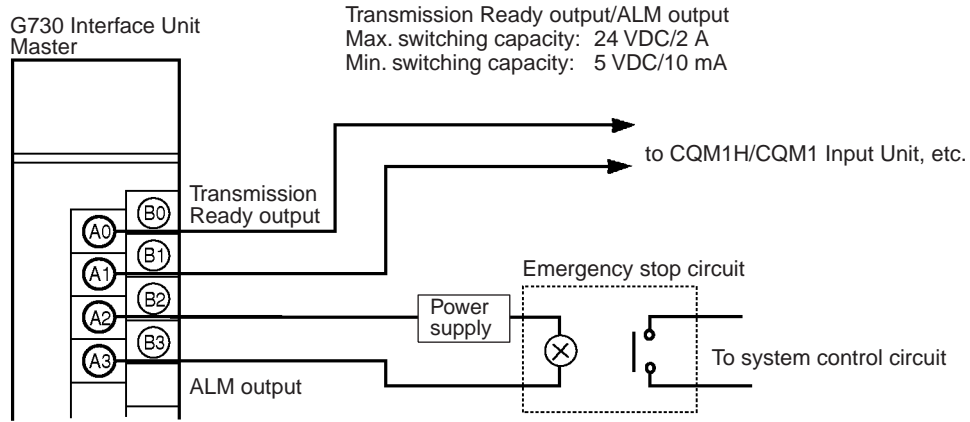 G730 Interface Unit
Master
Transmission Ready output/ALM output
Max. switching capacity: 24 VDC/2 A
Min. switching capacity: 5 VDC/10 mA
to CQM1H/CQM1 Input Unit, etc.
Transmission
Ready output
B0
A0
B1
A1
B2
A2
B3
A3
ALM output
Power
supply
Emergency stop circuit
To system control circuit